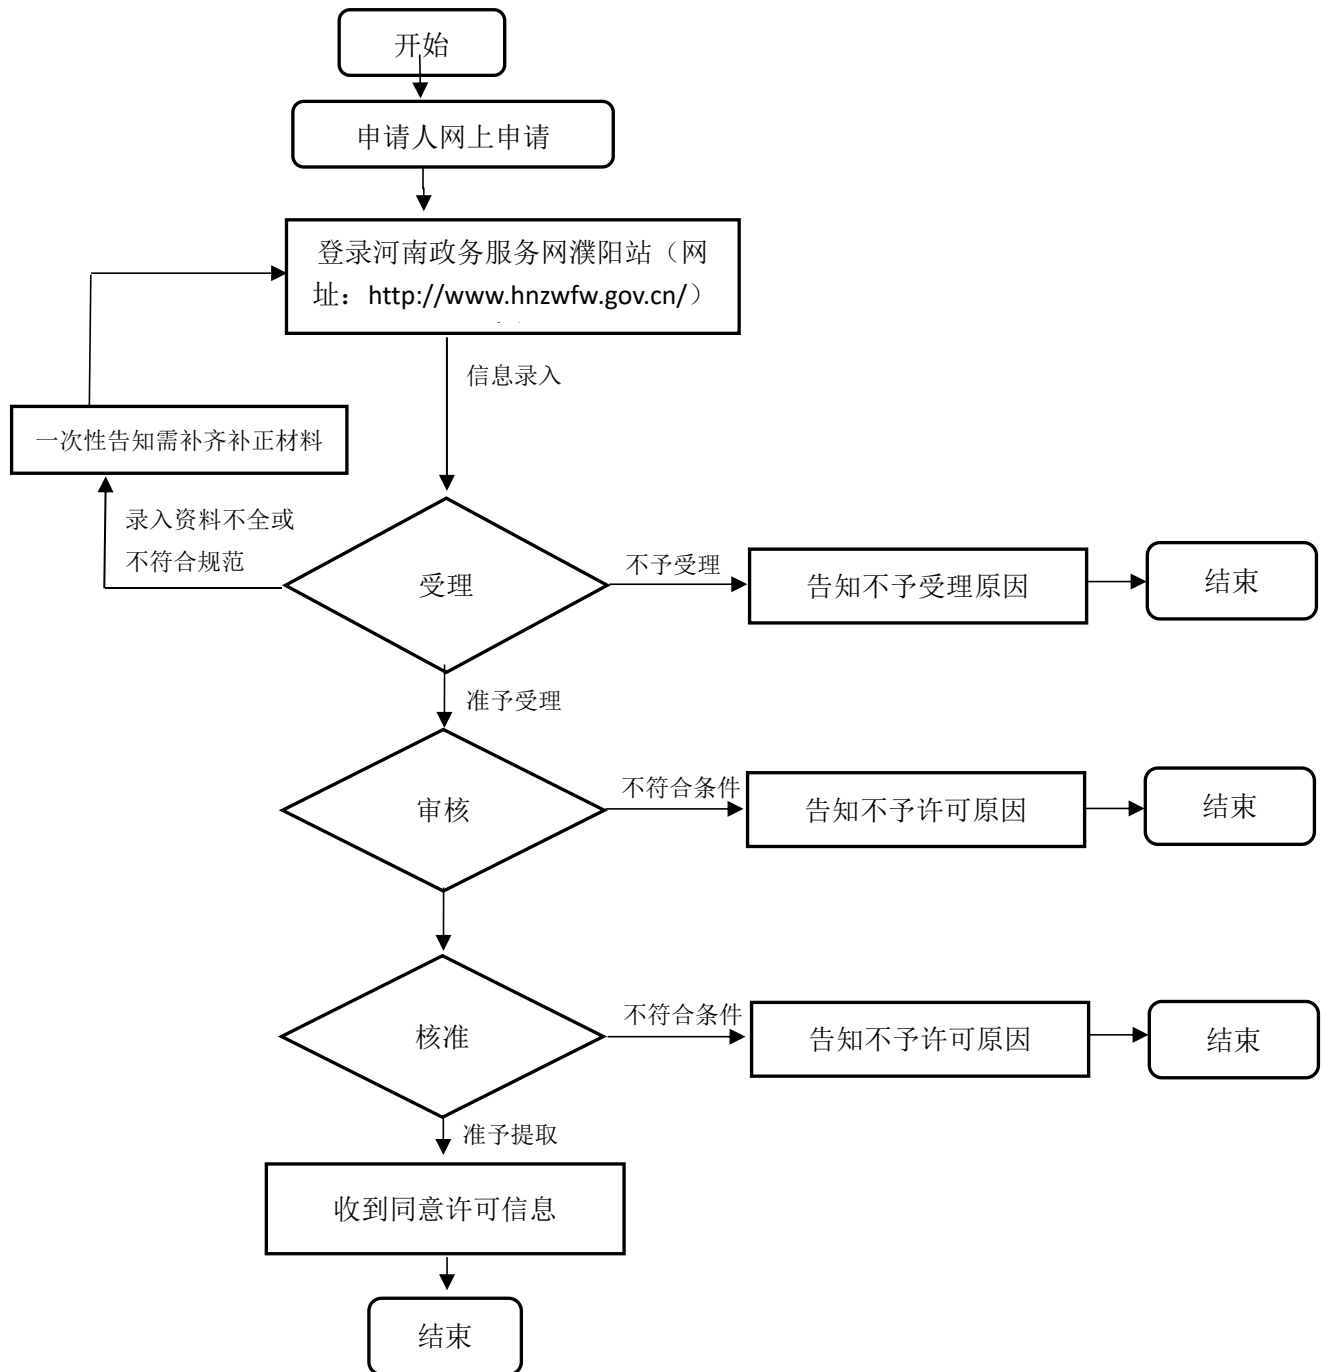 开始
申请人网上申请
登录河南政务服务网濮阳站（网
址：http://www.hnzwfw.gov.cn/）
信息录入
一次性告知需补齐补正材料
录入资料不全或
不符合规范
受理
不予受理
告知不予受理原因
结束
准予受理
审核
不符合条件
告知不予许可原因
结束
核准
不符合条件
告知不予许可原因
结束
准予提取
收到同意许可信息
结束